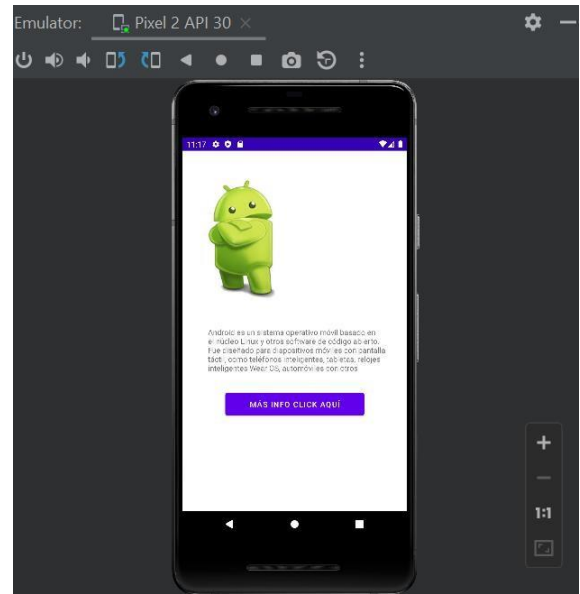 Emulator: Pixel 2 API 30
11:17
Android es un sistema operativo móvil basado en
el núcleo Linux y otros software de código abierto.
Fue diseñado para dispositivos móviles con pantalla
táctil, como teléfonos inteligentes, tabletas, relojes
inteligentes Wear OS, automóviles con otros
MÁS INFO CLICK AQUÍ
1:1